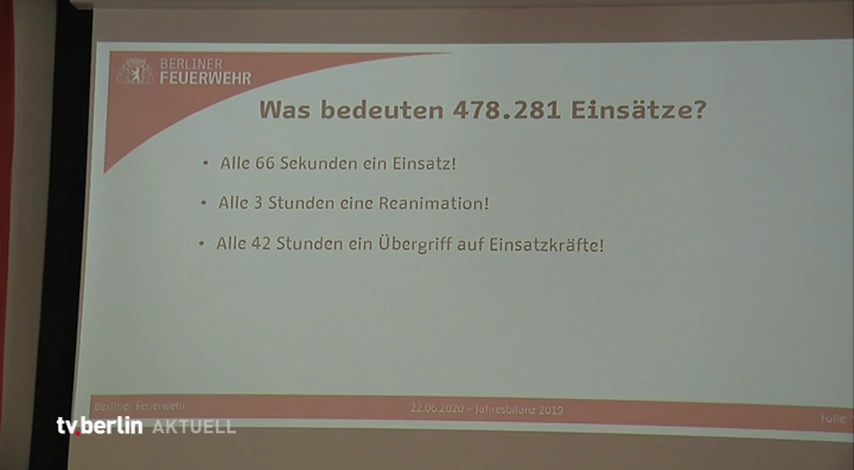 BERLINER
FEUERWEHR
Was bedeuten 478.281 Einsätze?
• Alle 66 Sekunden ein Einsatz!
• Alle 3 Stunden eine Reanimation!
• Alle 42 Stunden ein Übergriff auf Einsatzkräfte!
Berliner Feuerwehr
22.06.2020 – Jahresbilanz 2019
Folie
tv.berlin AKTUELL